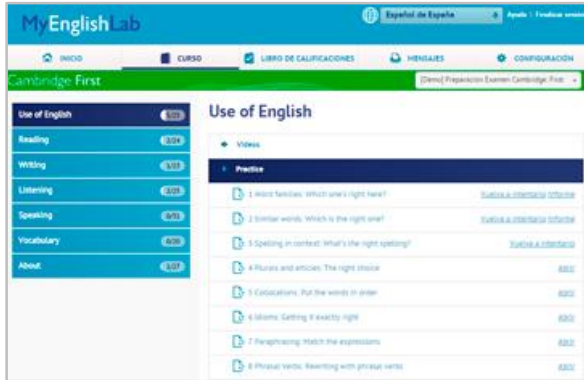 MyEnglishLab
Español de España
Ayuda | Finalizar sesión
INICIO
CURSO
LIBRO DE CALIFICACIONES
MENSAJES
CONFIGURACIÓN
Cambridge First
[Demo] Preparación Examen Cambridge: First
Use of English
Reading
Writing
Listening
Speaking
Vocabulary
About
Use of English
Videos
Practice
1 Word families: Which one's right here? Vuelva a intentarlo Informe
2 Similar words: Which is the right one? Vuelva a intentarlo Informe
3 Spelling in context: What's the right spelling? Vuelva a intentarlo
4 Plurals and articles: The right choice Abrir
5 Collocations: Put the words in order Abrir
6 Idioms: Getting it exactly right Abrir
7 Paraphrasing: Match the expressions Abrir
8 Phrasal verbs: Rewriting with phrasal verbs Abrir